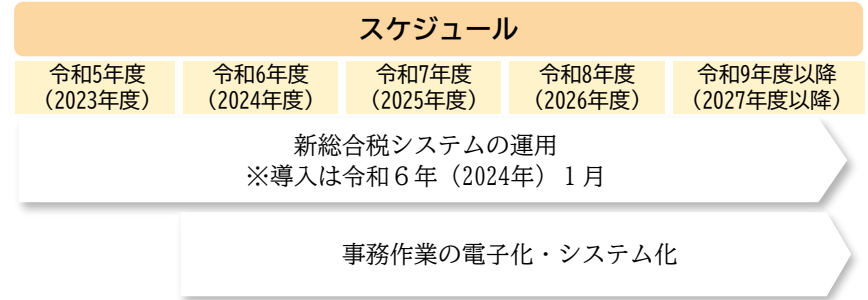 スケジュール
令和5年度 令和6年度 令和7年度 令和8年度 令和9年度以降
（2023年度） （2024年度） （2025年度） （2026年度） （2027年度以降）
新総合税システムの運用
※導入は令和６年（2024年）１月
事務作業の電子化・システム化